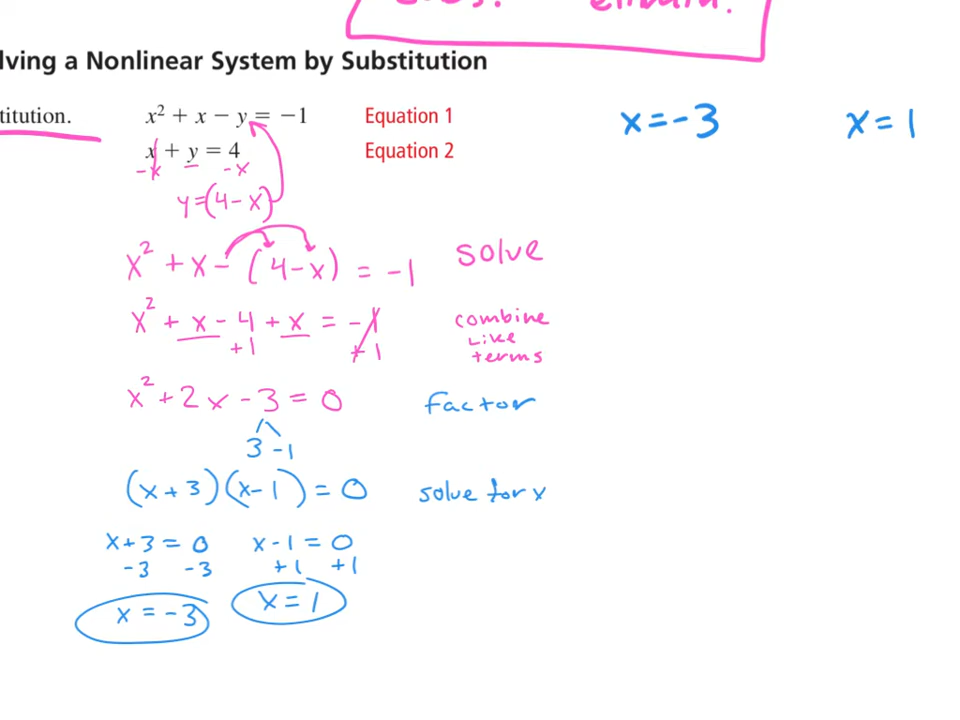 lving a Nonlinear System by Substitution
titution.
x² + x − y = −1 Equation 1
x = -3
x = 1
x + y = 4 Equation 2
-x -x
y = (4 - x)
x² + x - (4 - x) = -1 solve
x² + x - 4 + x = -1
+1 +1
combine
like
terms
x² + 2x - 3 = 0 factor
3 -1
(x + 3)(x - 1) = 0 solve for x
x + 3 = 0 x - 1 = 0
-3 -3 +1 +1
x = -3 x = 1